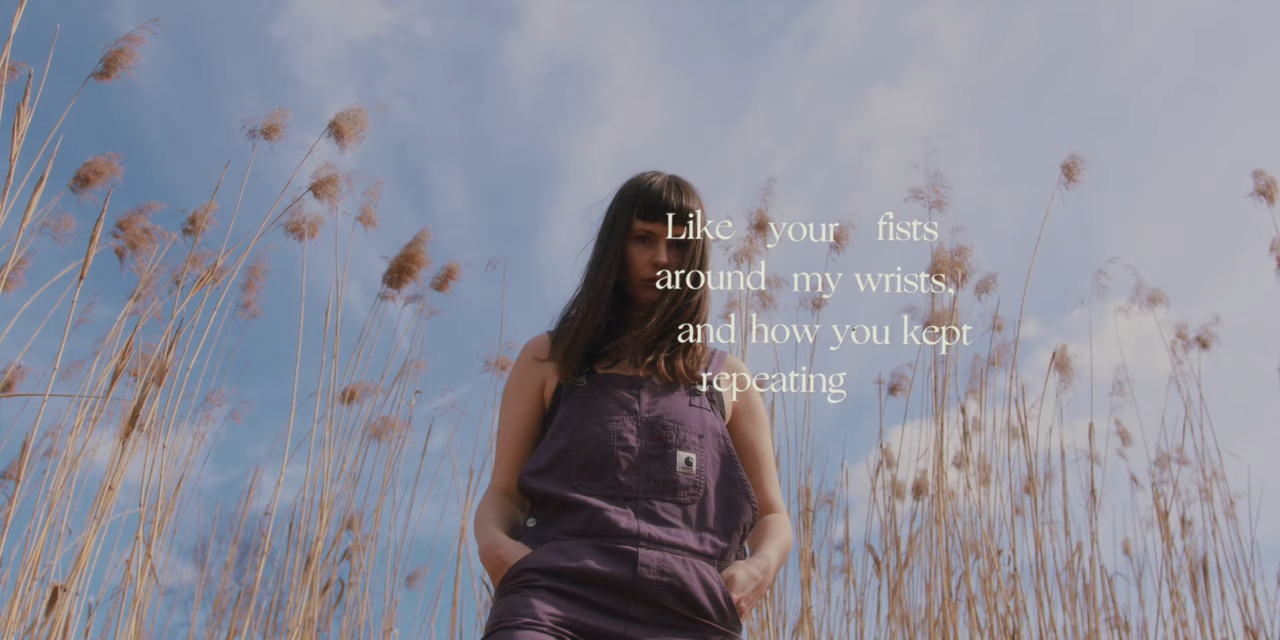 Like your fists
around my wrists,
and how you kept
repeating